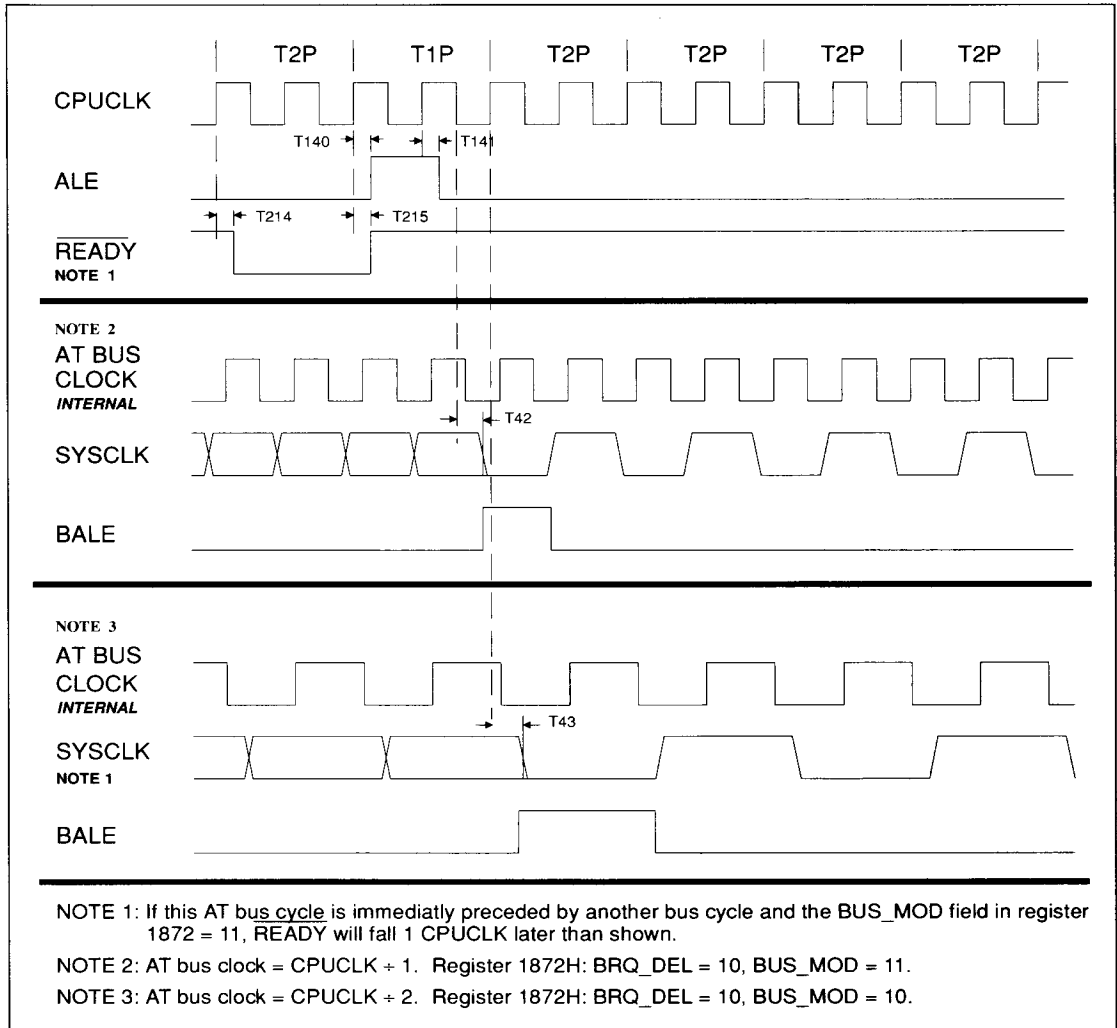 T2P T1P T2P T2P T2P T2P
CPUCLK
T140 T141
ALE
T214 T215
READY
NOTE 1
NOTE 2
AT BUS
CLOCK
INTERNAL
T42
SYSCLK
BALE
NOTE 3
AT BUS
CLOCK
INTERNAL
T43
SYSCLK
NOTE 1
BALE
NOTE 1: If this AT bus cycle is immediatly preceded by another bus cycle and the BUS_MOD field in register
1872 = 11, READY will fall 1 CPUCLK later than shown.
NOTE 2: AT bus clock = CPUCLK ÷ 1. Register 1872H: BRQ_DEL = 10, BUS_MOD = 11.
NOTE 3: AT bus clock = CPUCLK ÷ 2. Register 1872H: BRQ_DEL = 10, BUS_MOD = 10.